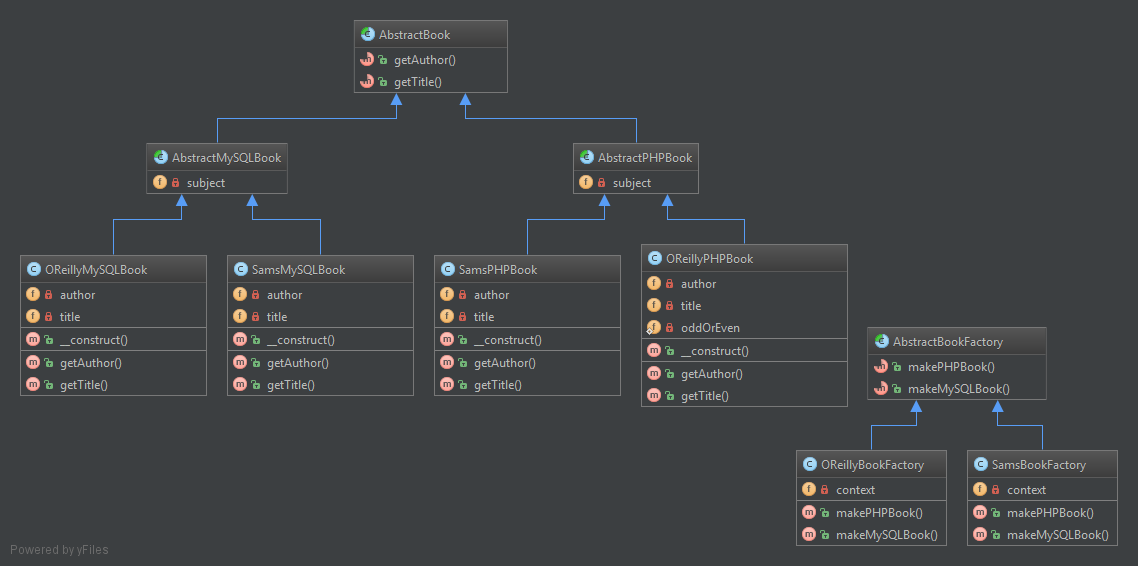 AbstractBook
getAuthor()
getTitle()
AbstractMySQLBook
subject
AbstractPHPBook
subject
OReillyMySQLBook
author
title
__construct()
getAuthor()
getTitle()
SamsMySQLBook
author
title
__construct()
getAuthor()
getTitle()
SamsPHPBook
author
title
__construct()
getAuthor()
getTitle()
OReillyPHPBook
author
title
oddOrEven
__construct()
getAuthor()
getTitle()
AbstractBookFactory
makePHPBook()
makeMySQLBook()
OReillyBookFactory
context
makePHPBook()
makeMySQLBook()
SamsBookFactory
context
makePHPBook()
makeMySQLBook()
Powered by yFiles